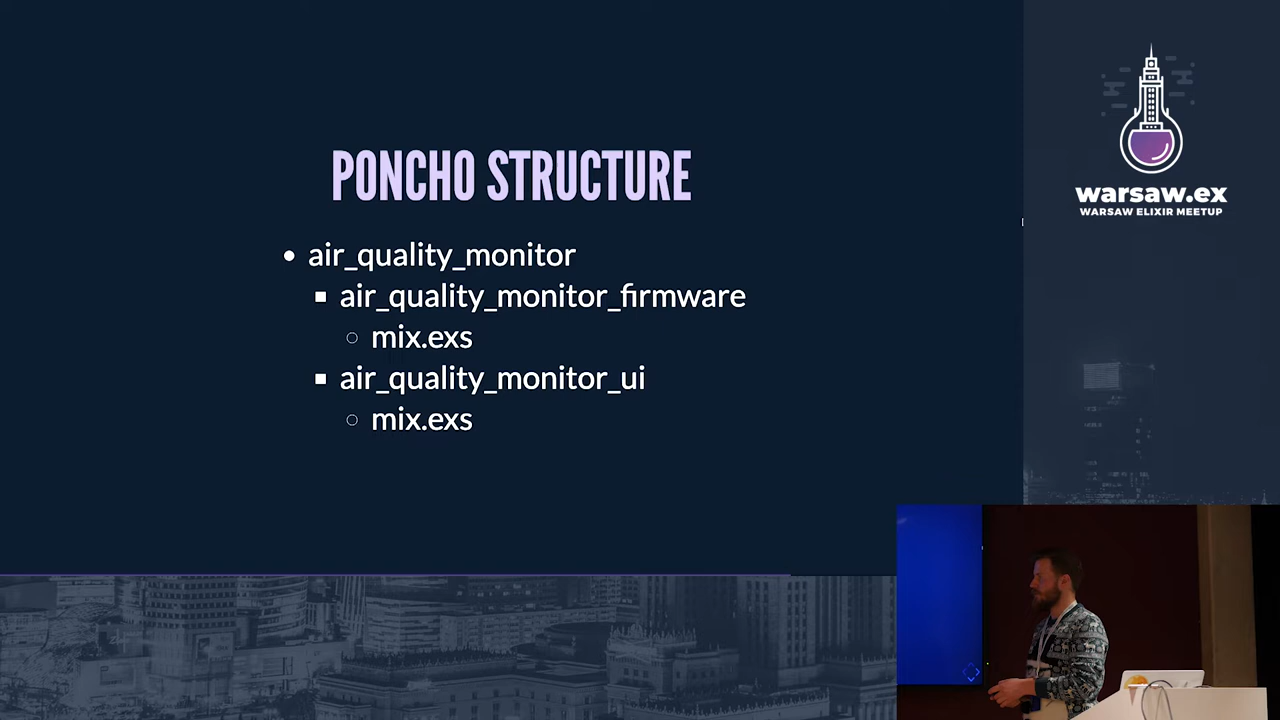 PONCHO STRUCTURE
air_quality_monitor
air_quality_monitor_firmware
mix.exs
air_quality_monitor_ui
mix.exs
warsaw.ex
WARSAW ELIXIR MEETUP